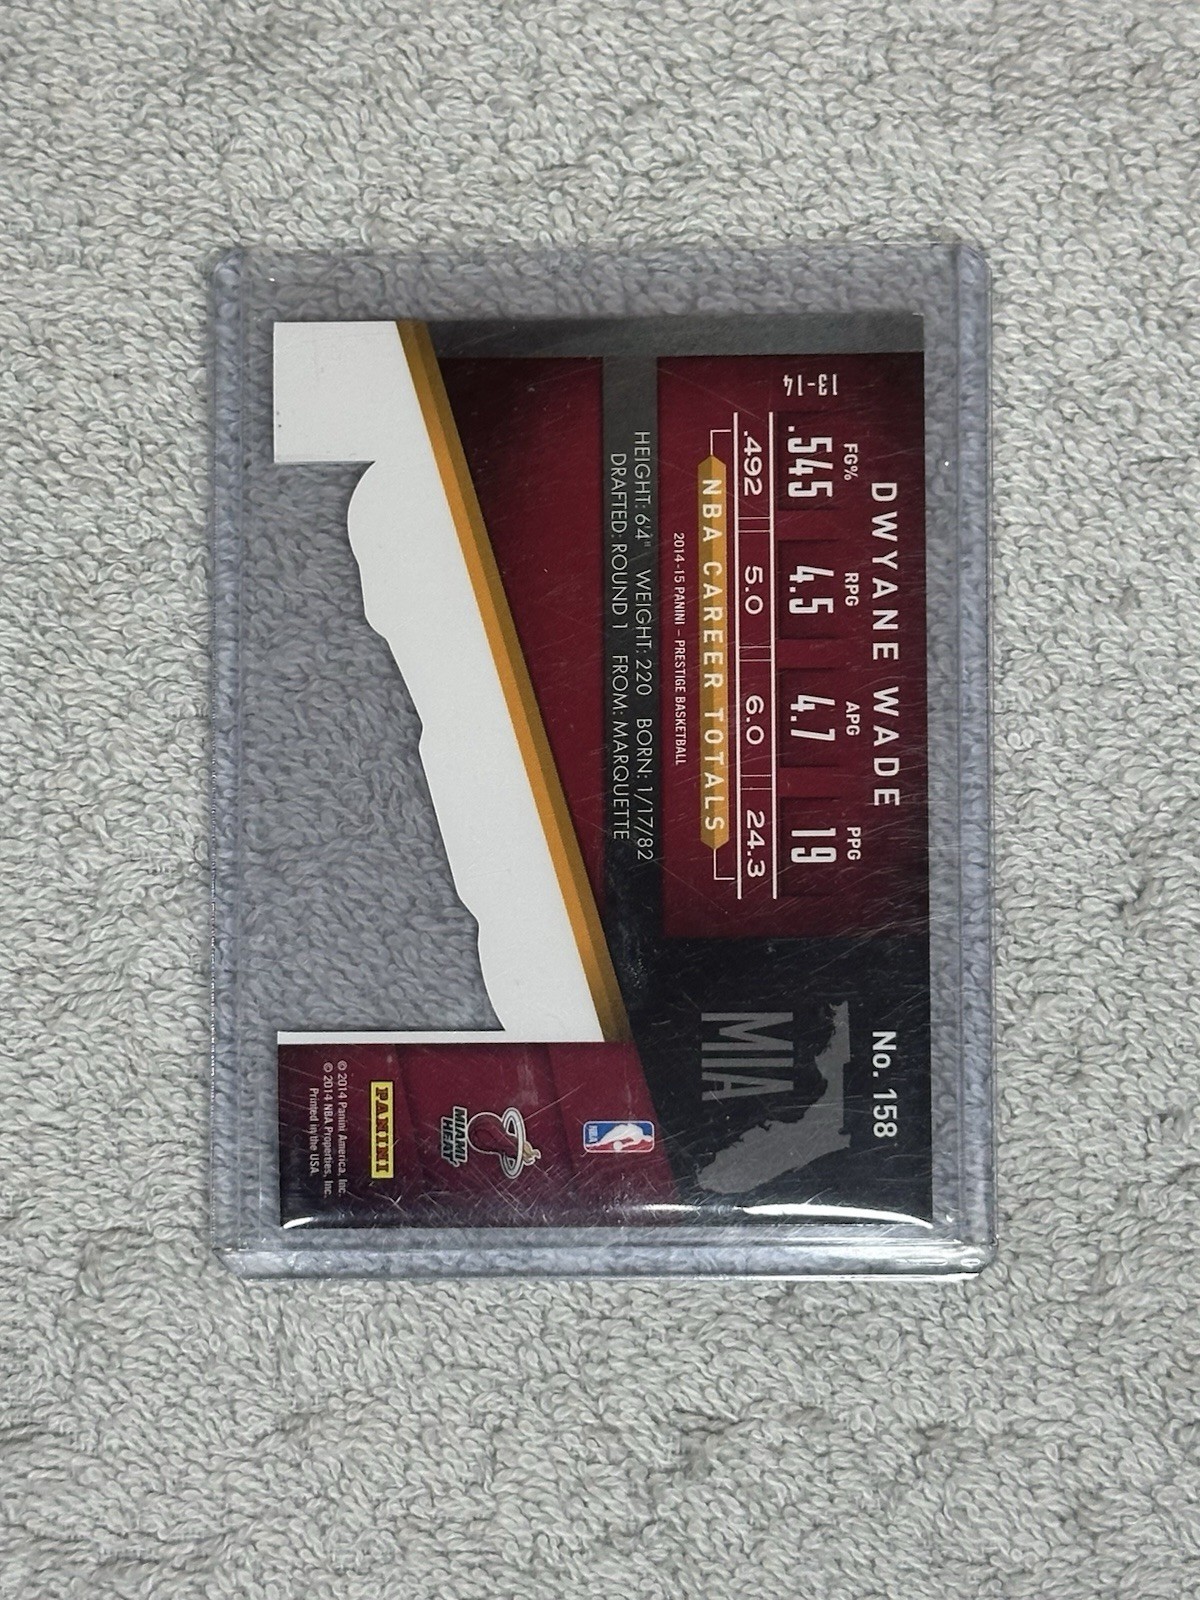 DWYANE WADE
No. 158
FG% RPG APG PPG
13-14 .545 4.5 4.7 19
.492 5.0 6.0 24.3
NBA CAREER TOTALS
2014-15 PANINI – PRESTIGE BASKETBALL
HEIGHT: 6'4" WEIGHT: 220 BORN: 1/17/82
DRAFTED: ROUND 1 FROM: MARQUETTE
MIA
NBA
MIAMI
HEAT
PANINI
© 2014 Panini America, Inc.
© 2014 NBA Properties, Inc.
Printed in the USA.